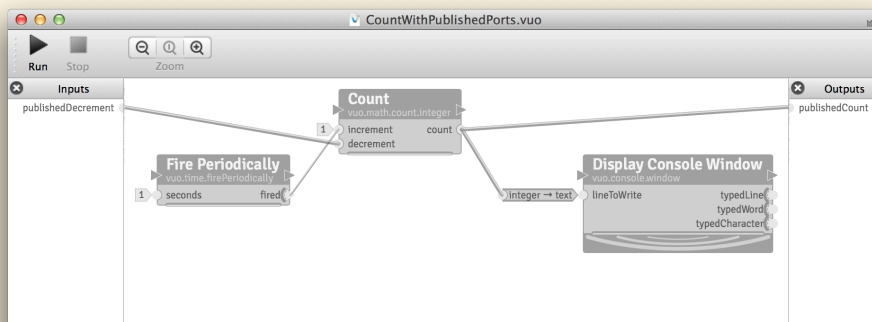 CountWithPublishedPorts.vuo
Run Stop Zoom
Inputs
publishedDecrement
Count
vuo.math.count.integer
1 increment count
decrement
Fire Periodically
vuo.time.firePeriodically
1 seconds fired
integer → text
Display Console Window
vuo.console.window
lineToWrite typedLine
typedWord
typedCharacter
Outputs
publishedCount